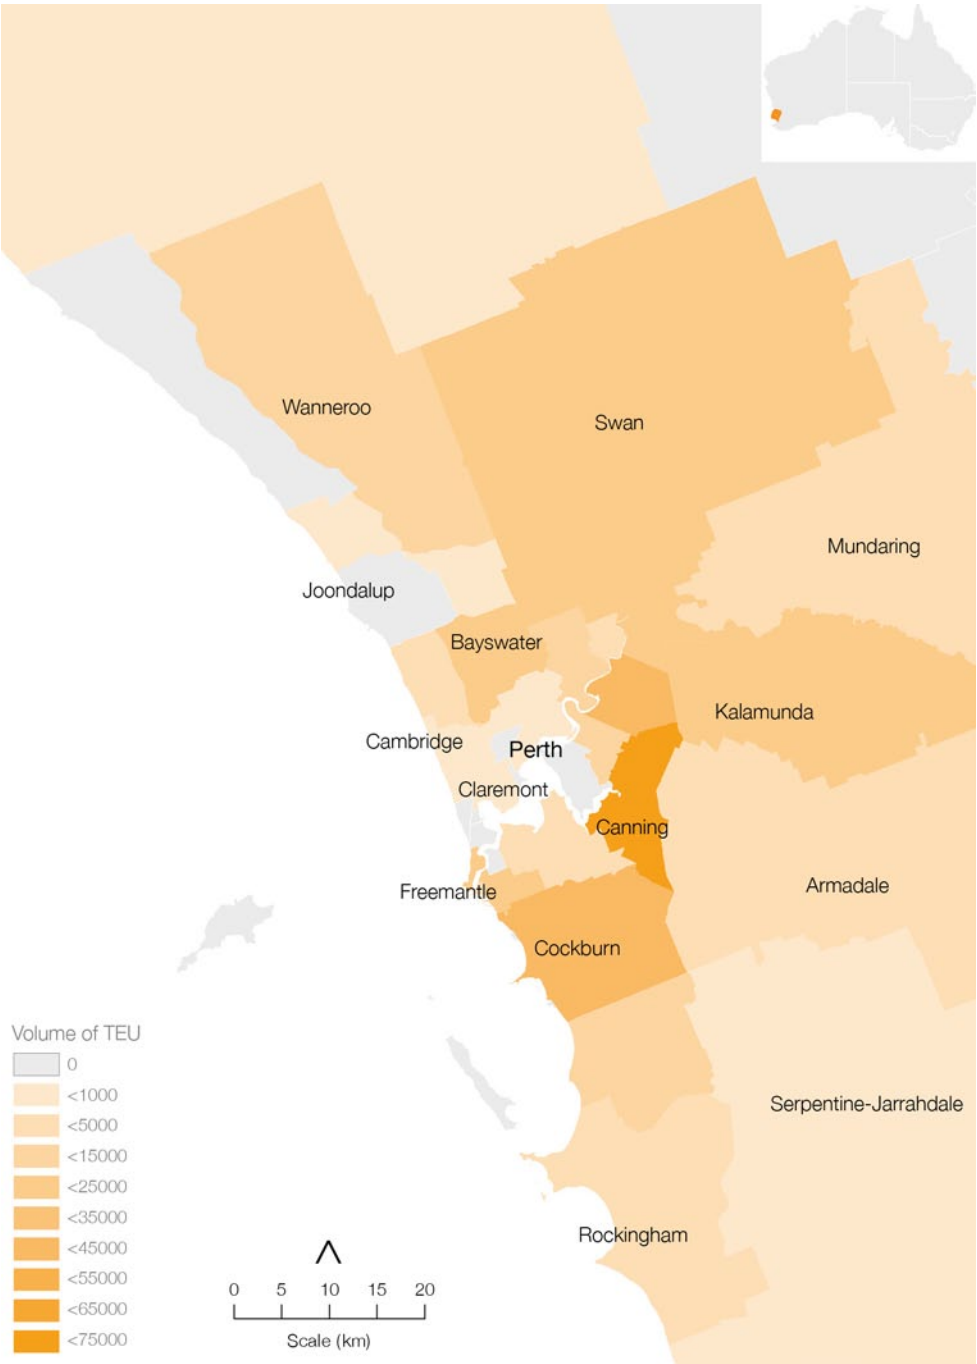 Wanneroo
Swan
Mundaring
Joondalup
Bayswater
Kalamunda
Cambridge
Perth
Claremont
Canning
Armadale
Freemantle
Cockburn
Volume of TEU
0
<1000
<5000
<15000
<25000
<35000
<45000
<55000
<65000
<75000
Serpentine-Jarrahdale
Rockingham
0 5 10 15 20
Scale (km)